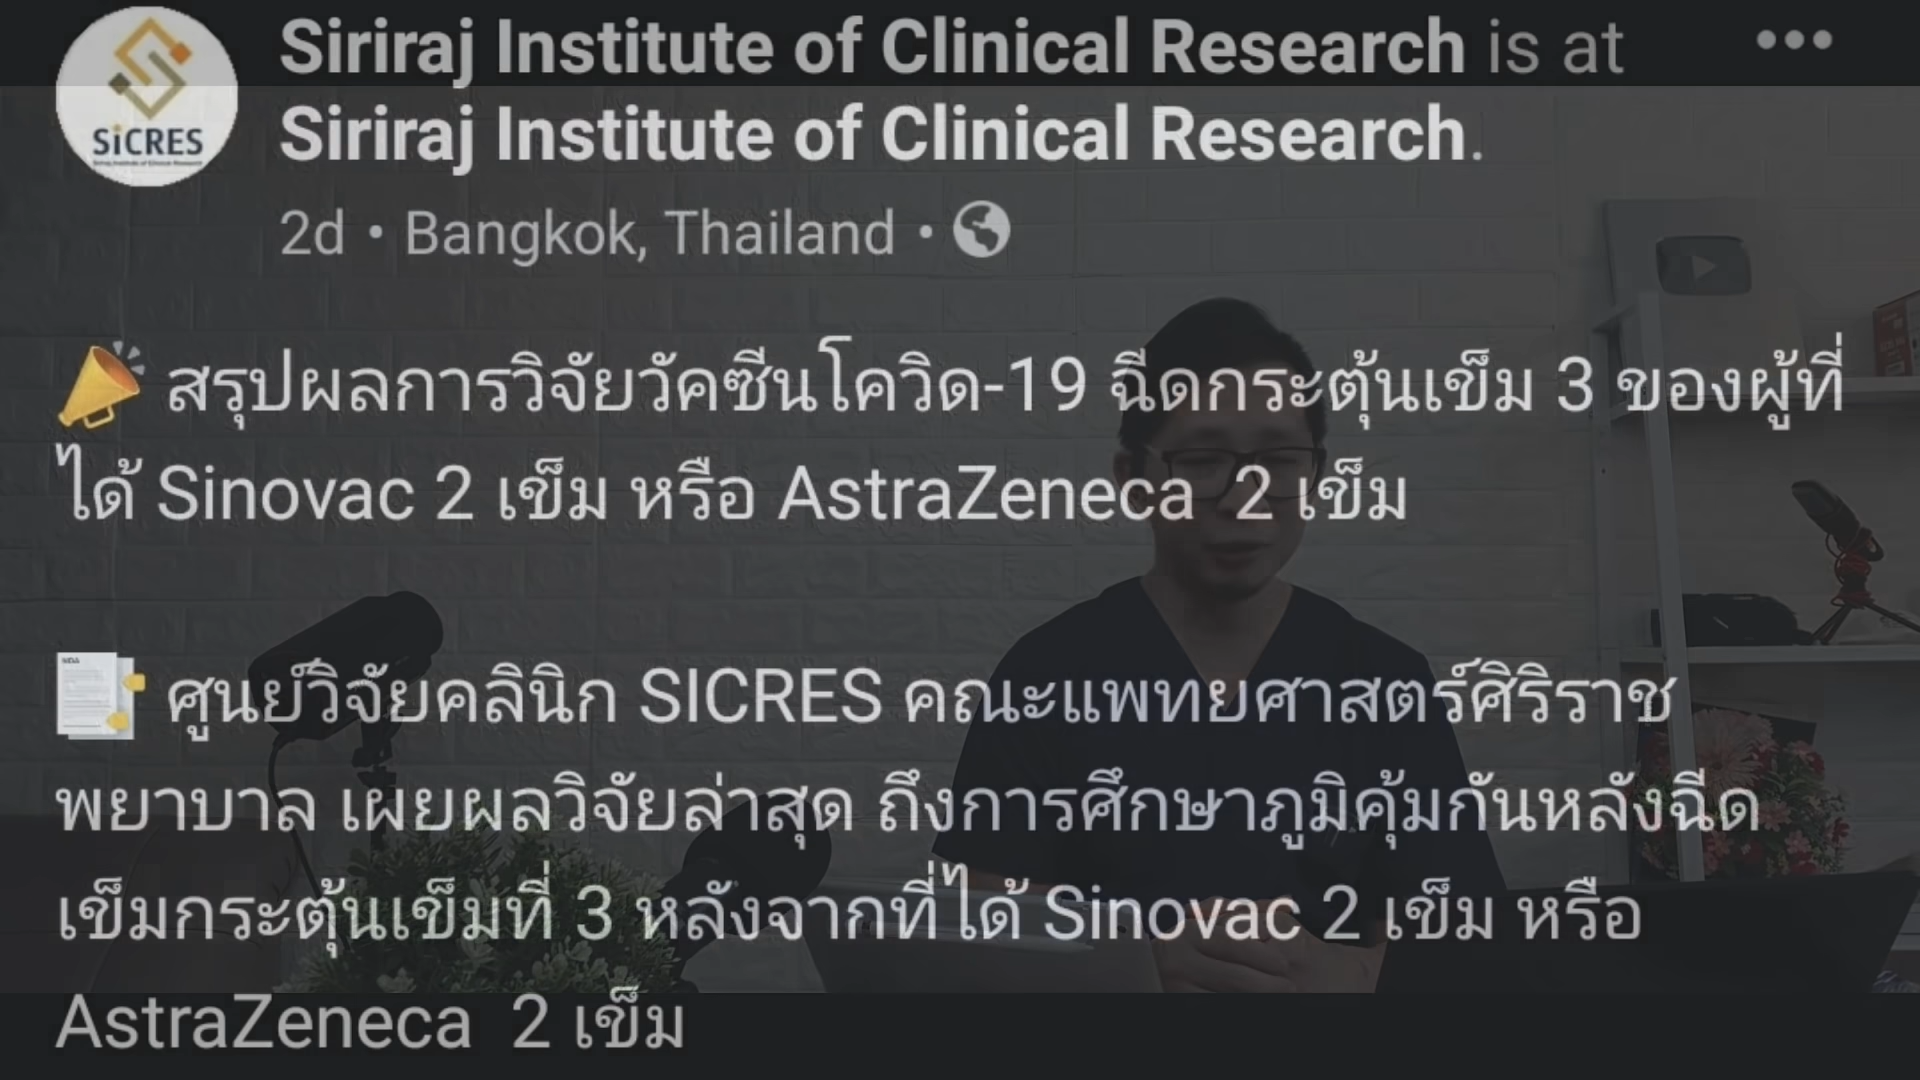 Siriraj Institute of Clinical Research is at
Siriraj Institute of Clinical Research.
SiCRES
2d • Bangkok, Thailand •
สรุปผลการวิจัยวัคซีนโควิด-19 ฉีดกระตุ้นเข็ม 3 ของผู้ที่
ได้ Sinovac 2 เข็ม หรือ AstraZeneca 2 เข็ม
ศูนย์วิจัยคลินิก SICRES คณะแพทยศาสตร์ศิริราช
พยาบาล เผยผลวิจัยล่าสุด ถึงการศึกษาภูมิคุ้มกันหลังฉีด
เข็มกระตุ้นเข็มที่ 3 หลังจากที่ได้ Sinovac 2 เข็ม หรือ
AstraZeneca 2 เข็ม